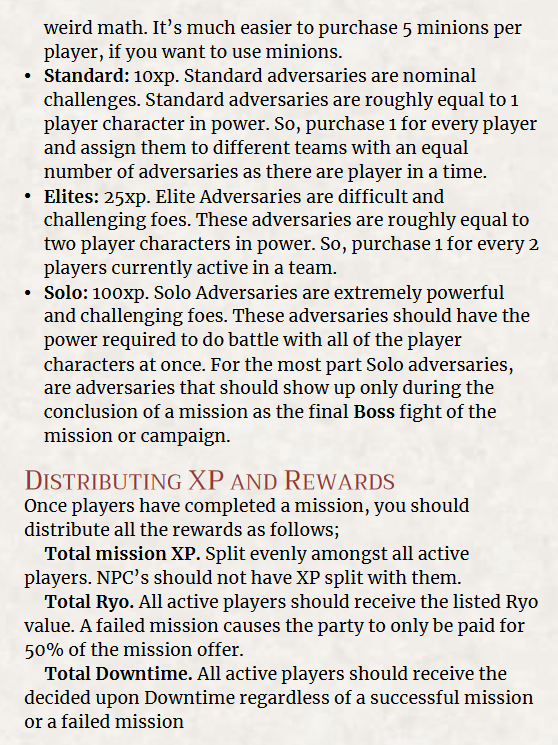 weird math. It’s much easier to purchase 5 minions per
player, if you want to use minions.
• Standard: 10xp. Standard adversaries are nominal
challenges. Standard adversaries are roughly equal to 1
player character in power. So, purchase 1 for every player
and assign them to different teams with an equal
number of adversaries as there are player in a time.
• Elites: 25xp. Elite Adversaries are difficult and
challenging foes. These adversaries are roughly equal to
two player characters in power. So, purchase 1 for every 2
players currently active in a team.
• Solo: 100xp. Solo Adversaries are extremely powerful
and challenging foes. These adversaries should have the
power required to do battle with all of the player
characters at once. For the most part Solo adversaries,
are adversaries that should show up only during the
conclusion of a mission as the final Boss fight of the
mission or campaign.
Distributing XP and Rewards
Once players have completed a mission, you should
distribute all the rewards as follows;
Total mission XP. Split evenly amongst all active
players. NPC’s should not have XP split with them.
Total Ryo. All active players should receive the listed Ryo
value. A failed mission causes the party to only be paid for
50% of the mission offer.
Total Downtime. All active players should receive the
decided upon Downtime regardless of a successful mission
or a failed mission